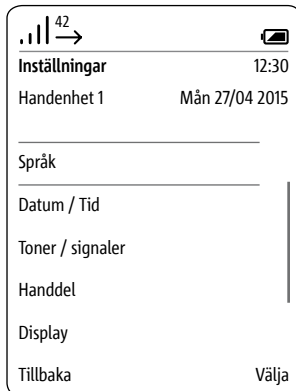 42
Inställningar 12:30
Handenhet 1 Mån 27/04 2015
Språk
Datum / Tid
Toner / signaler
Handdel
Display
Tillbaka Välja